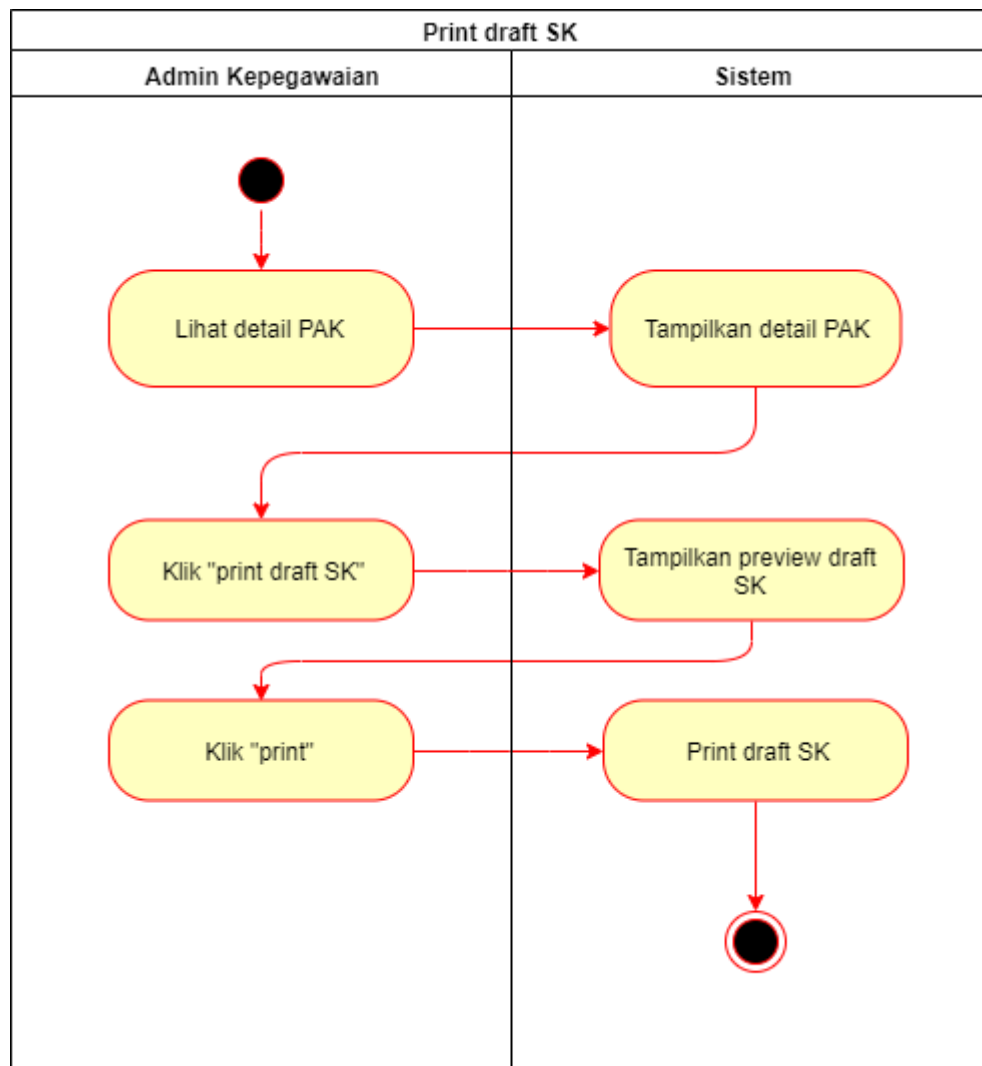 Print draft SK
Admin Kepegawaian
Sistem
Lihat detail PAK
Tampilkan detail PAK
Klik "print draft SK"
Tampilkan preview draft
SK
Klik "print"
Print draft SK